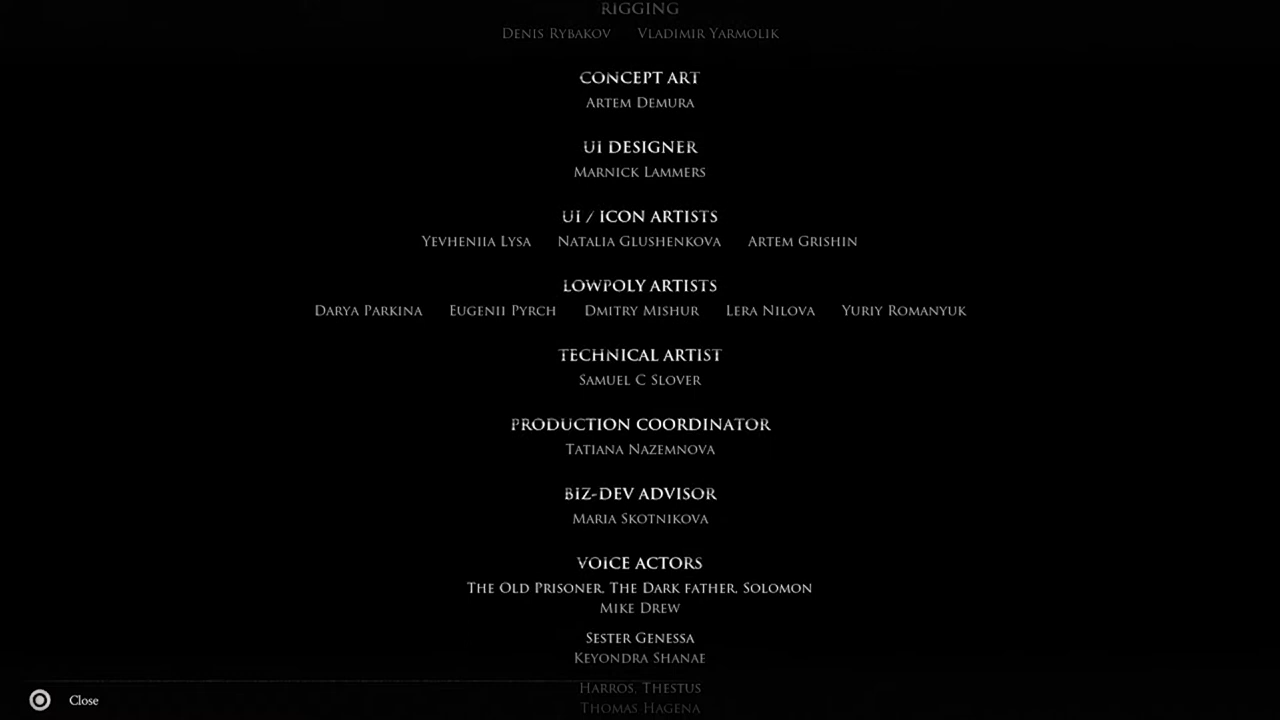 RIGGING
DENIS RYBAKOV VLADIMIR YARMOLIK
CONCEPT ART
ARTEM DEMURA
UI DESIGNER
MARNICK LAMMERS
UI / ICON ARTISTS
YEVHENIIA LYSA NATALIA GLUSHENKOVA ARTEM GRISHIN
LOWPOLY ARTISTS
DARYA PARKINA EUGENII PYRCH DMITRY MISHUR LERA NILOVA YURIY ROMANYUK
TECHNICAL ARTIST
SAMUEL C SLOVER
PRODUCTION COORDINATOR
TATIANA NAZEMNOVA
BIZ-DEV ADVISOR
MARIA SKOTNIKOVA
VOICE ACTORS
THE OLD PRISONER, THE DARK FATHER, SOLOMON
MIKE DREW
SESTER GENESSA
KEYONDRA SHANAE
HARROS, THESTUS
THOMAS HAGENA
Close